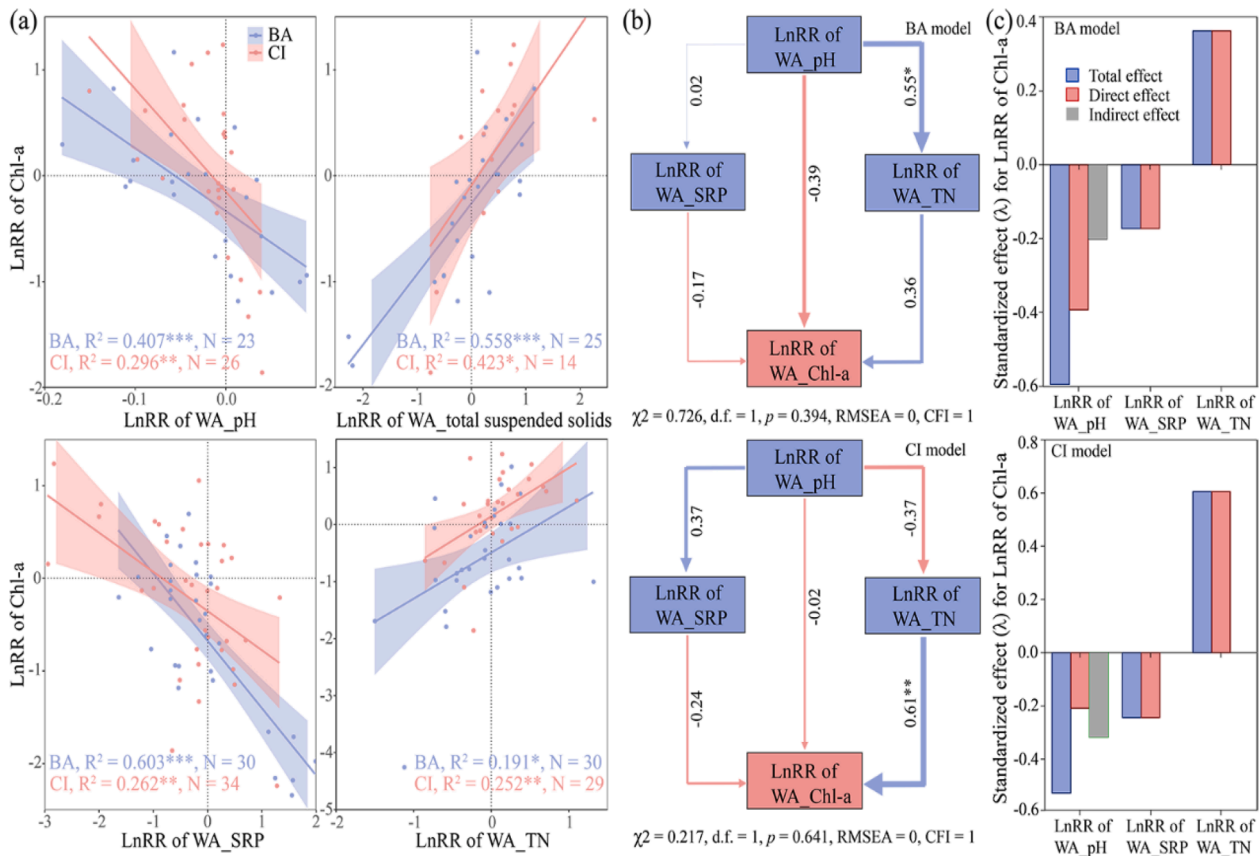 (a)
BA
CI
LnRR of Chl-a
1
0
-1
-2
BA, R² = 0.407***, N = 23
CI, R² = 0.296**, N = 26
-0.2
-0.1
0.0
LnRR of WA_pH
1
0
-1
-2
BA, R² = 0.558***, N = 25
CI, R² = 0.423*, N = 14
-2
-1
0
1
2
LnRR of WA_total suspended solids
LnRR of Chl-a
1
0
-1
-2
BA, R² = 0.603***, N = 30
CI, R² = 0.262**, N = 34
-3
-2
-1
0
1
2
LnRR of WA_SRP
1
0
-1
-2
-3
-4
-5
BA, R² = 0.191*, N = 30
CI, R² = 0.252**, N = 29
-1
0
1
LnRR of WA_TN
(b)
BA model
LnRR of
WA_pH
0.02
0.55*
-0.39
LnRR of
WA_SRP
LnRR of
WA_TN
-0.17
0.36
LnRR of
WA_Chl-a
χ2 = 0.726, d.f. = 1, p = 0.394, RMSEA = 0, CFI = 1
CI model
LnRR of
WA_pH
0.37
-0.37
-0.02
LnRR of
WA_SRP
LnRR of
WA_TN
-0.24
0.61**
LnRR of
WA_Chl-a
χ2 = 0.217, d.f. = 1, p = 0.641, RMSEA = 0, CFI = 1
(c)
BA model
Total effect
Direct effect
Indirect effect
Standardized effect (λ) for LnRR of Chl-a
0.4
0.2
0.0
-0.2
-0.4
-0.6
LnRR of LnRR of LnRR of
WA_pH WA_SRP WA_TN
CI model
Standardized effect (λ) for LnRR of Chl-a
0.8
0.6
0.4
0.2
0.0
-0.2
-0.4
-0.6
LnRR of LnRR of LnRR of
WA_pH WA_SRP WA_TN